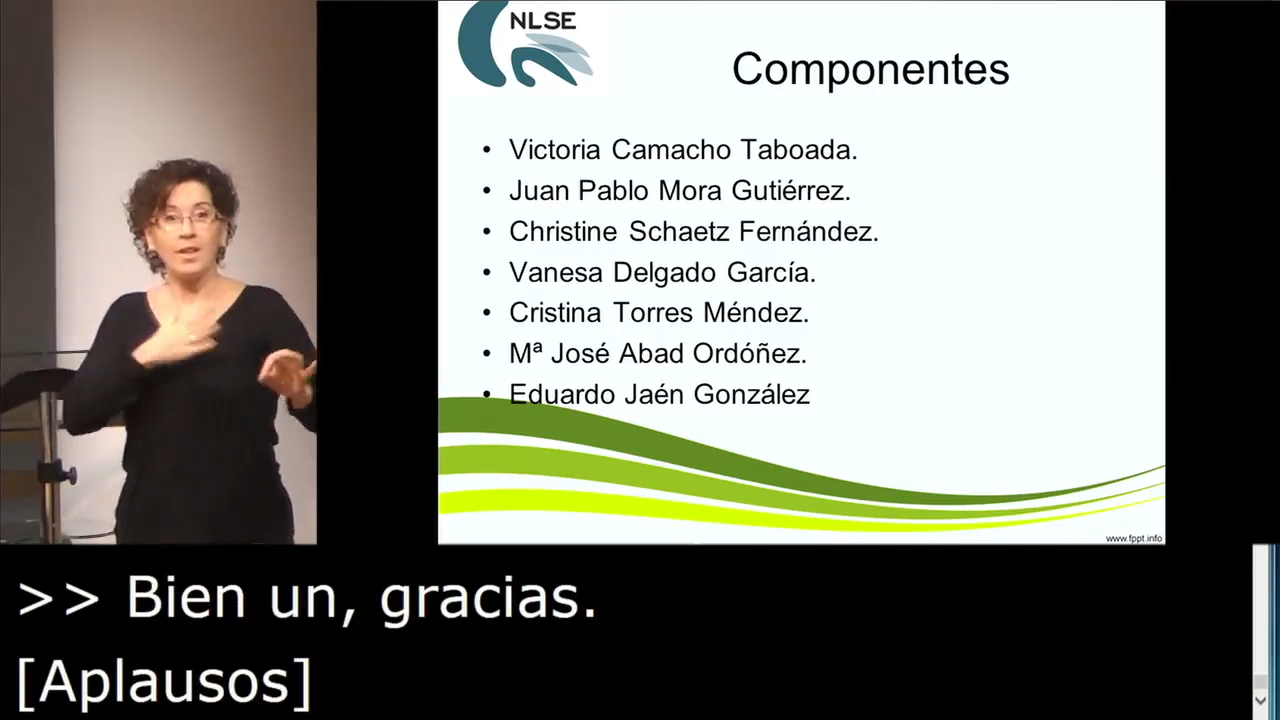 NLSE
Componentes
• Victoria Camacho Taboada.
• Juan Pablo Mora Gutiérrez.
• Christine Schaetz Fernández.
• Vanesa Delgado García.
• Cristina Torres Méndez.
• Mª José Abad Ordóñez.
• Eduardo Jaén González
www.fppt.info
>> Bien un, gracias.
[Aplausos]